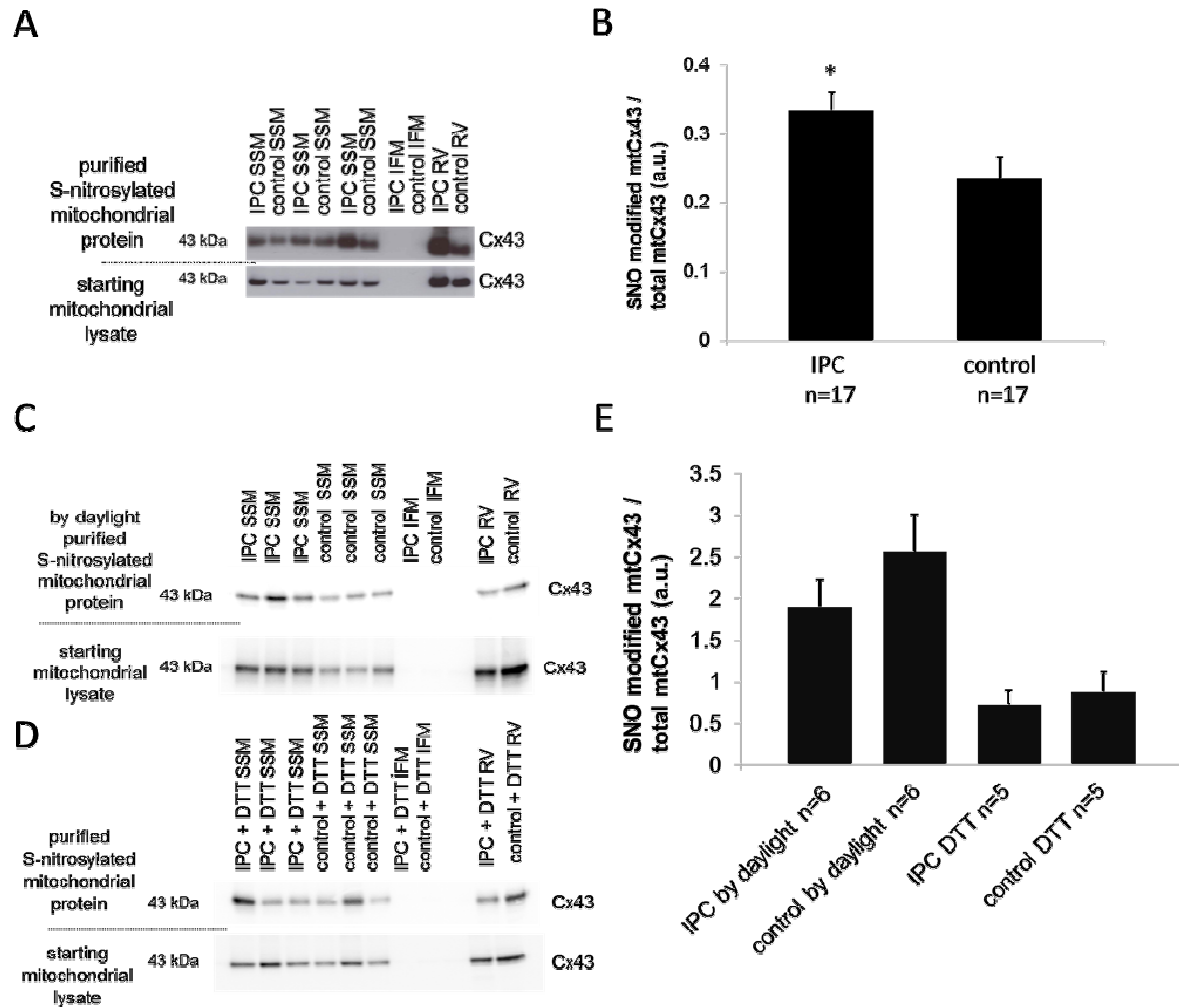 A
IPC SSM
control SSM
IPC SSM
control SSM
IPC SSM
control SSM
IPC IFM
control IFM
IPC RV
control RV
purified
S-nitrosylated
mitochondrial
protein
43 kDa
Cx43
starting
mitochondrial
lysate
43 kDa
Cx43
B
SNO modified mtCx43 /
total mtCx43 (a.u.)
0.4
0.3
0.2
0.1
0
*
IPC
n=17
control
n=17
C
IPC SSM
IPC SSM
IPC SSM
control SSM
control SSM
control SSM
IPC IFM
control IFM
IPC RV
control RV
by daylight
purified
S-nitrosylated
mitochondrial
protein
43 kDa
Cx43
starting
mitochondrial
lysate
43 kDa
Cx43
D
IPC + DTT SSM
IPC + DTT SSM
IPC + DTT SSM
control + DTT SSM
control + DTT SSM
control + DTT SSM
IPC + DTT IFM
control + DTT IFM
IPC + DTT RV
control + DTT RV
purified
S-nitrosylated
mitochondrial
protein
43 kDa
Cx43
starting
mitochondrial
lysate
43 kDa
Cx43
E
SNO modified mtCx43 /
total mtCx43 (a.u.)
3.5
3
2.5
2
1.5
1
0.5
0
IPC by daylight n=6
control by daylight n=6
IPC DTT n=5
control DTT n=5